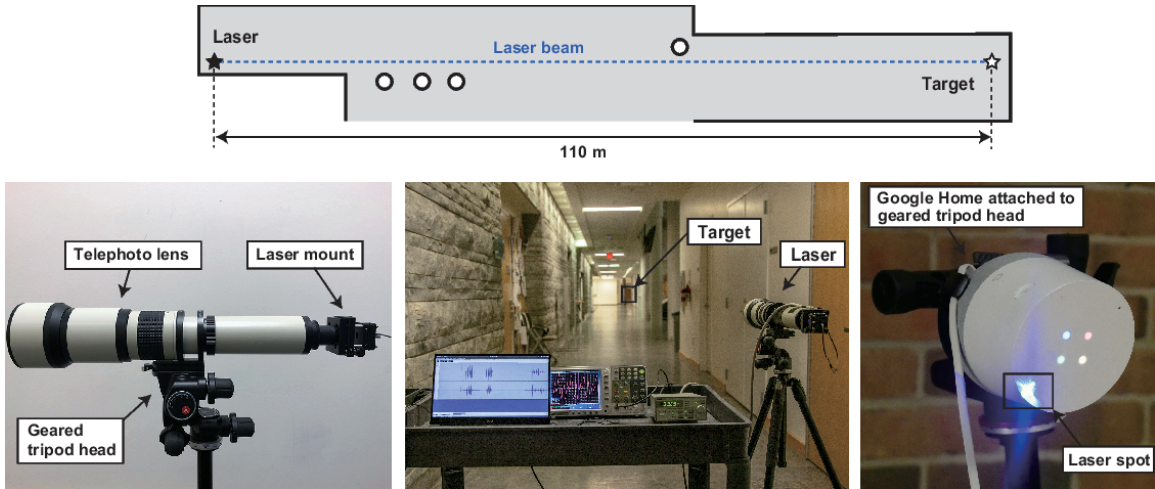 Laser
Laser beam
Target
110 m
Telephoto lens
Laser mount
Geared
tripod head
Target
Laser
Google Home attached to
geared tripod head
Laser spot